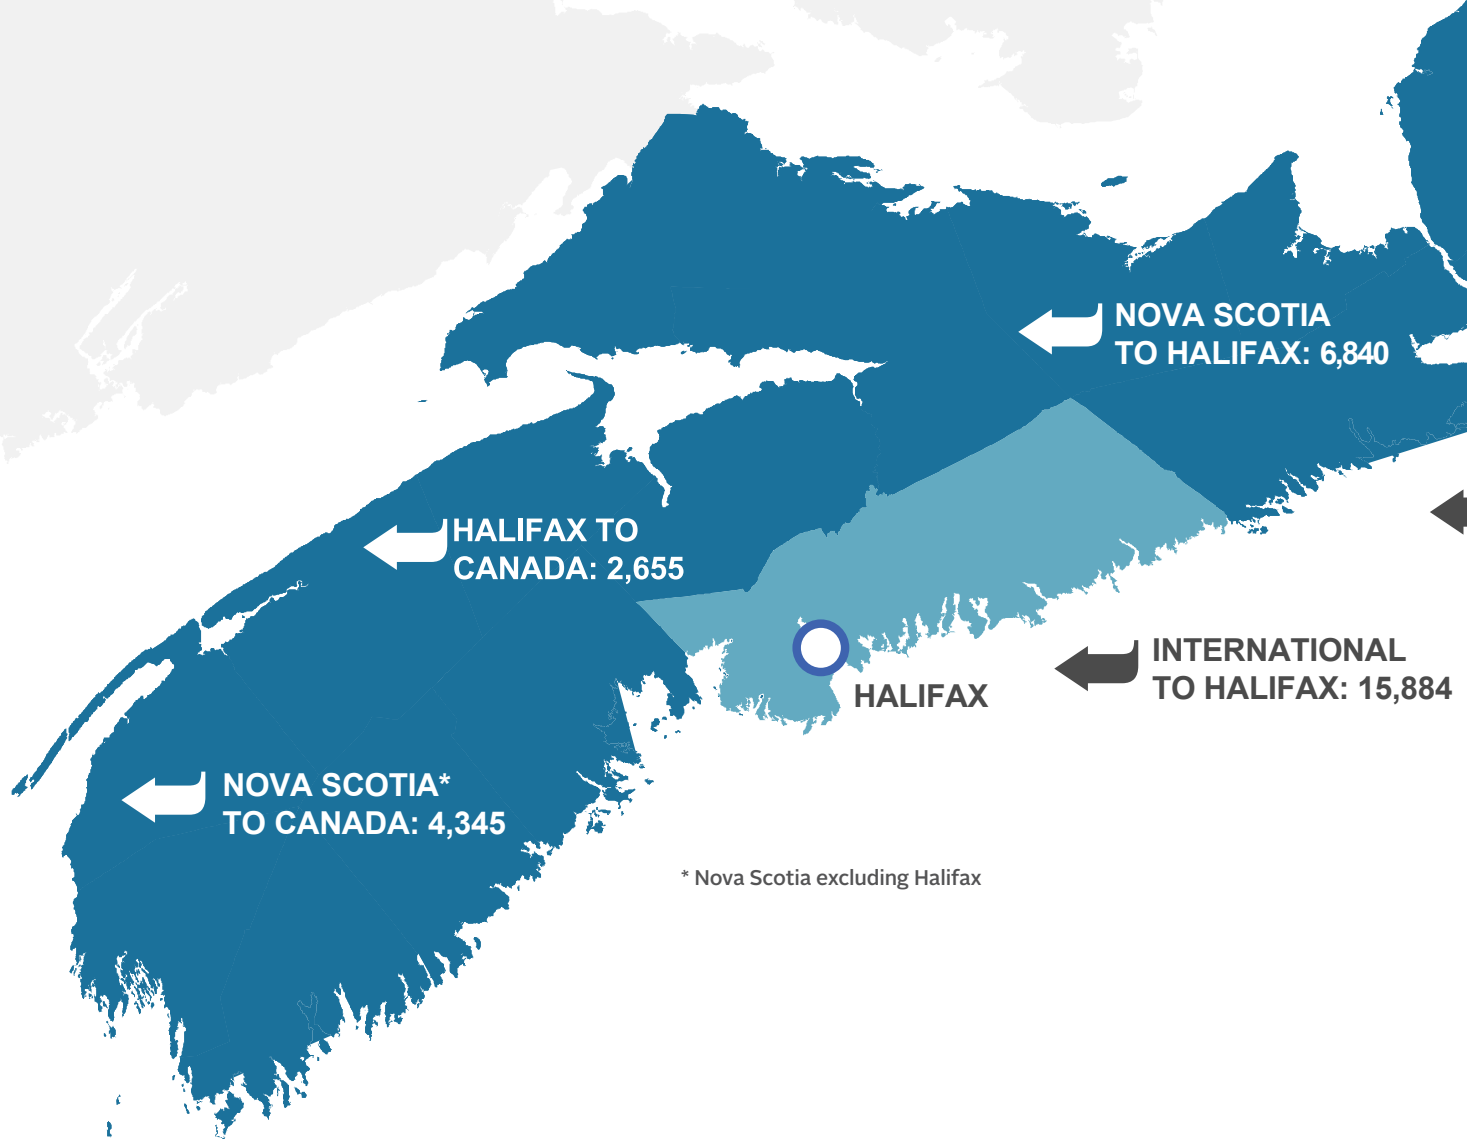 NOVA SCOTIA
TO HALIFAX: 6,840
HALIFAX TO
CANADA: 2,655
INTERNATIONAL
TO HALIFAX: 15,884
HALIFAX
NOVA SCOTIA*
TO CANADA: 4,345
* Nova Scotia excluding Halifax